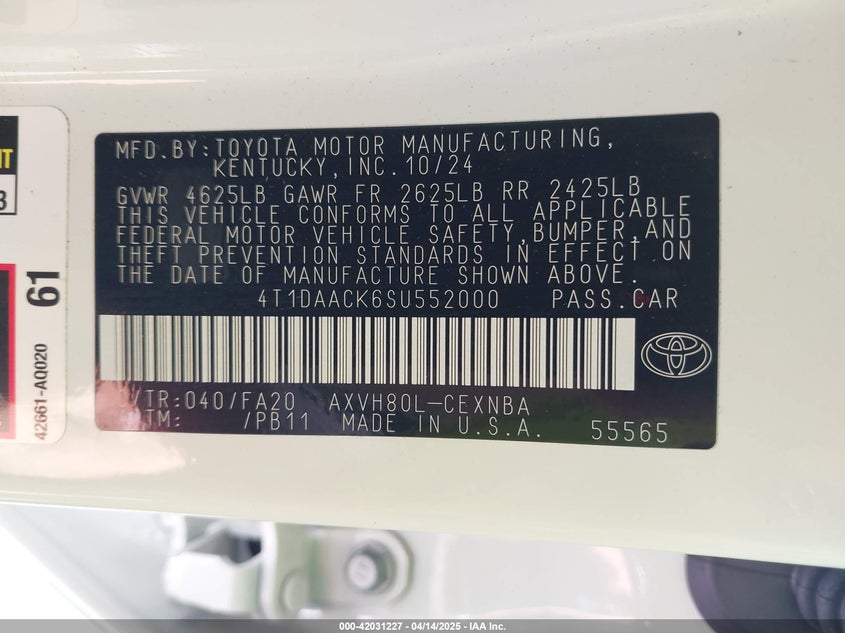 MFD.BY:TOYOTA MOTOR MANUFACTURING,
KENTUCKY, INC. 10/24
GVWR 4625LB GAWR FR 2625LB RR 2425LB
THIS VEHICLE CONFORMS TO ALL APPLICABLE
FEDERAL MOTOR VEHICLE SAFETY, BUMPER, AND
THEFT PREVENTION STANDARDS IN EFFECT ON
THE DATE OF MANUFACTURE SHOWN ABOVE.
4T1DAACK6SU552000 PASS.CAR
/TR:040/FA20 AXVH80L-CEXNBA
TM: /PB11 MADE IN U.S.A. 55565
61
42661-AQ020
3
000-42031227 - 04/14/2025 - IAA Inc.